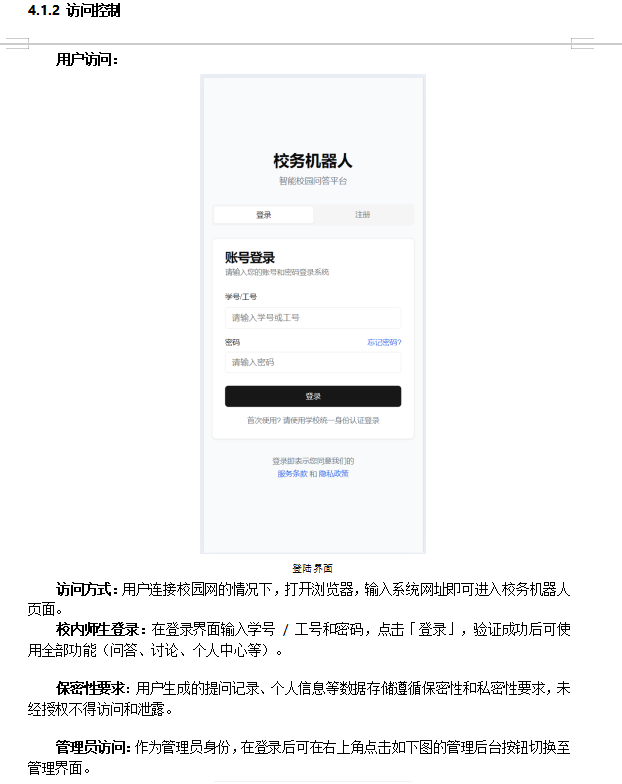 4.1.2 访问控制
用户访问：
校务机器人
智能校园问答平台
登录
注册
账号登录
请输入您的账号和密码登录系统
学号/工号
请输入学号或工号
密码
忘记密码?
请输入密码
登录
首次使用? 请使用学校统一身份认证登录
登录即表示您同意我们的
服务条款 和 隐私政策
登陆界面
访问方式：用户连接校园网的情况下，打开浏览器，输入系统网址即可进入校务机器人
页面。
校内师生登录：在登录界面输入学号 / 工号和密码，点击「登录」，验证成功后可使
用全部功能（问答、讨论、个人中心等）。
保密性要求：用户生成的提问记录、个人信息等数据存储遵循保密性和私密性要求，未
经授权不得访问和泄露。
管理员访问：作为管理员身份，在登录后可在右上角点击如下图的管理后台按钮切换至
管理界面。